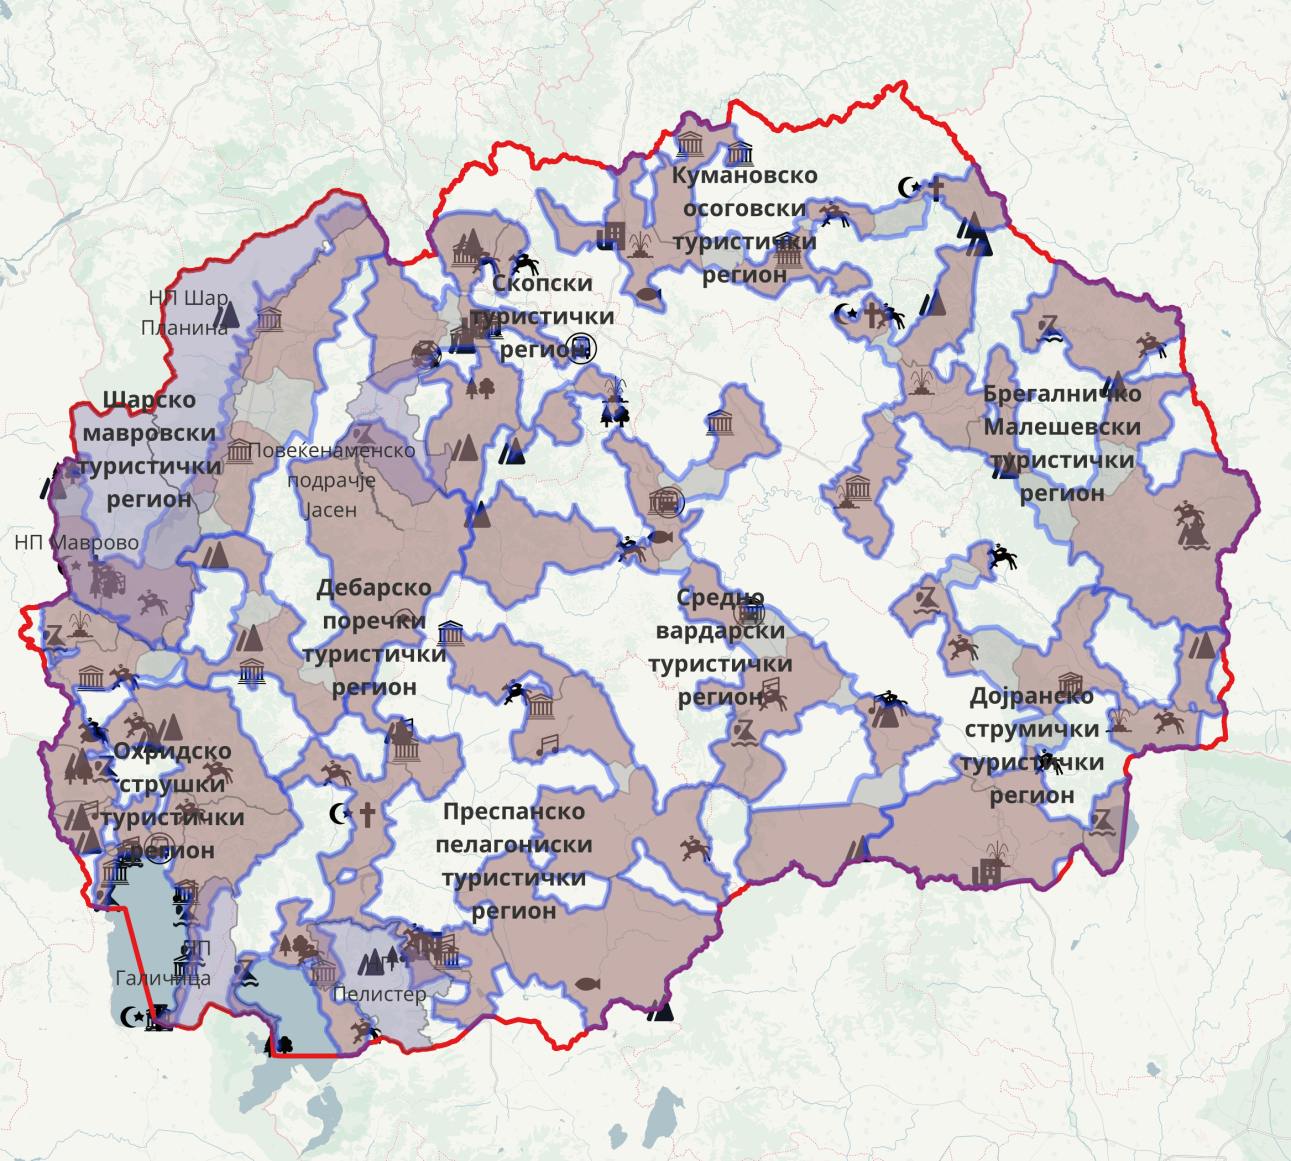 Кумановско
осоговски
туристички
регион
Скопски
туристички
регион
НП Шар
Планина
Шарско
мавровски
туристички
регион
Брегалничко
Малешевски
туристички
регион
Повеќенаменско
подрачје
Јасен
НП Маврово
Дебарско
поречки
туристички
регион
Средно
вардарски
туристички
регион
Дојранско
струмички
туристички
регион
Охридско
струшки
туристички
регион
Преспанско
пелагониски
туристички
регион
НП
Галичица
НП
Пелистер